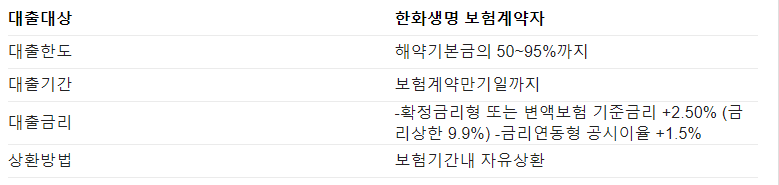 대출대상 한화생명 보험계약자
대출한도 해약기본금의 50~95%까지
대출기간 보험계약만기일까지
대출금리 -확정금리형 또는 변액보험 기준금리 +2.50% (금
리상한 9.9%) -금리연동형 공시이율 +1.5%
상환방법 보험기간내 자유상환